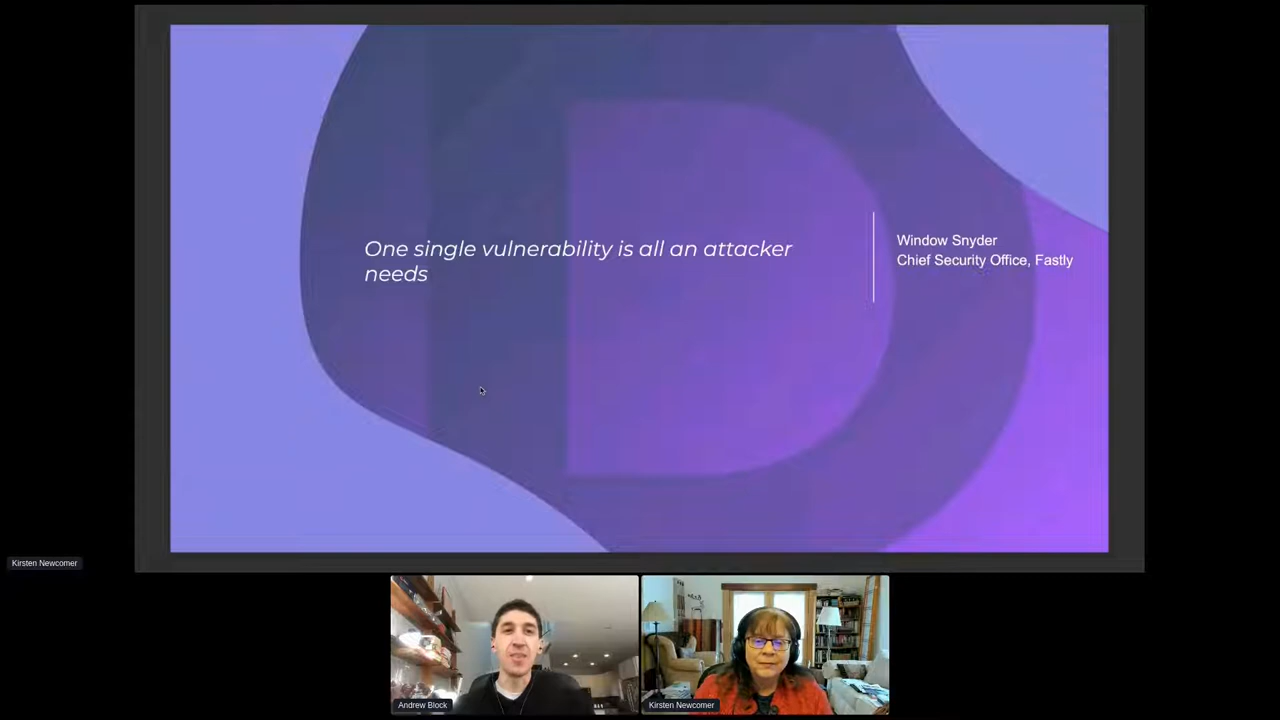 One single vulnerability is all an attacker
needs
Window Snyder
Chief Security Office, Fastly
Kirsten Newcomer
Andrew Block
Kirsten Newcomer